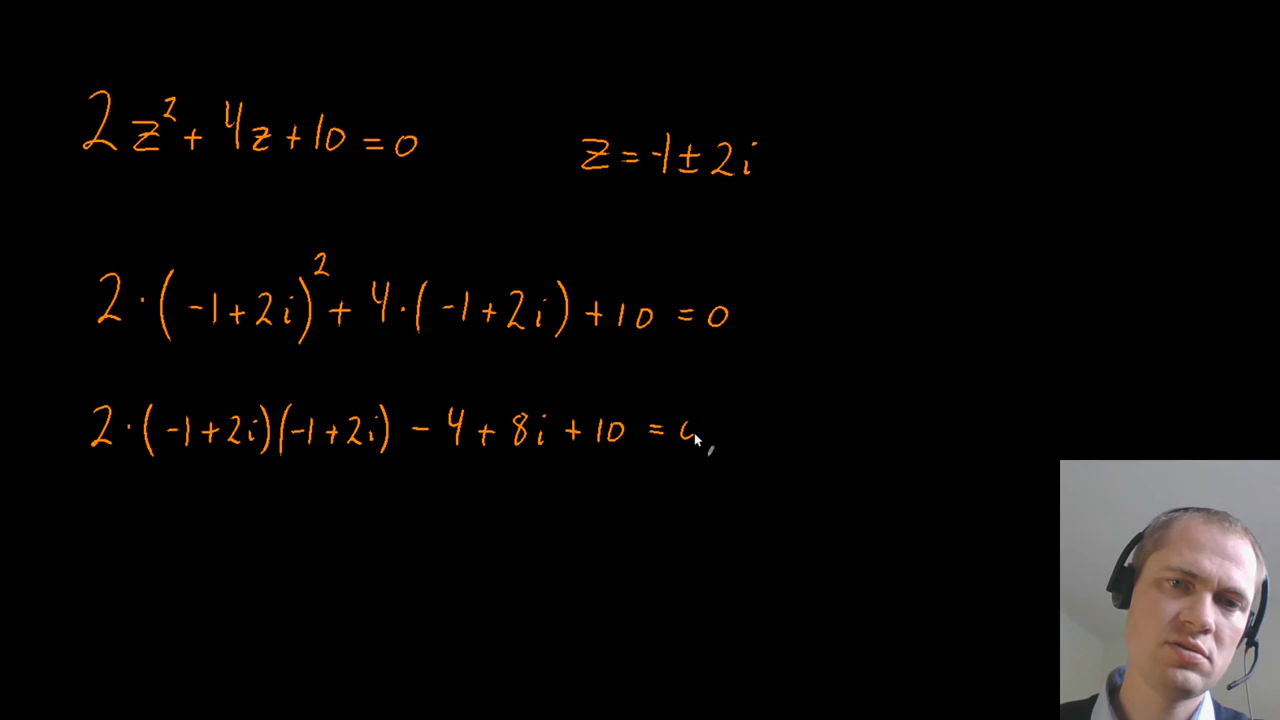 2z² + 4z + 10 = 0
z = -1 ± 2i
2 · (-1 + 2i)² + 4 · (-1 + 2i) + 10 = 0
2 · (-1 + 2i)(-1 + 2i) - 4 + 8i + 10 =